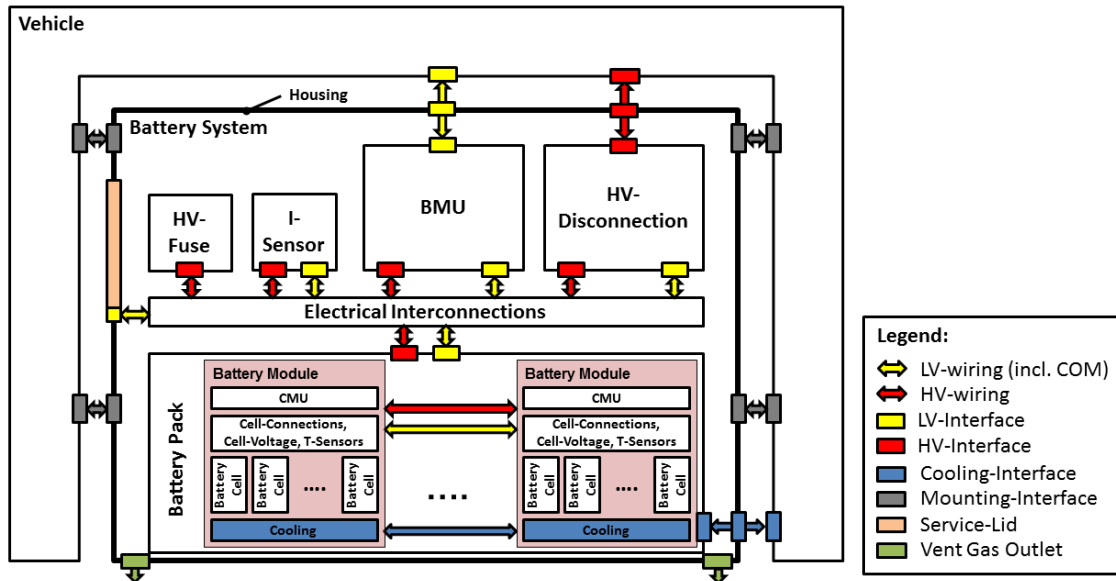 Vehicle
Housing
Battery System
HV-
Fuse
I-
Sensor
BMU
HV-
Disconnection
Electrical Interconnections
Battery Pack
Battery Module
CMU
Cell-Connections,
Cell-Voltage, T-Sensors
Battery
Cell
Battery
Cell
....
Battery
Cell
Cooling
....
Battery Module
CMU
Cell-Connections,
Cell-Voltage, T-Sensors
Battery
Cell
Battery
Cell
....
Battery
Cell
Cooling
Legend:
LV-wiring (incl. COM)
HV-wiring
LV-Interface
HV-Interface
Cooling-Interface
Mounting-Interface
Service-Lid
Vent Gas Outlet